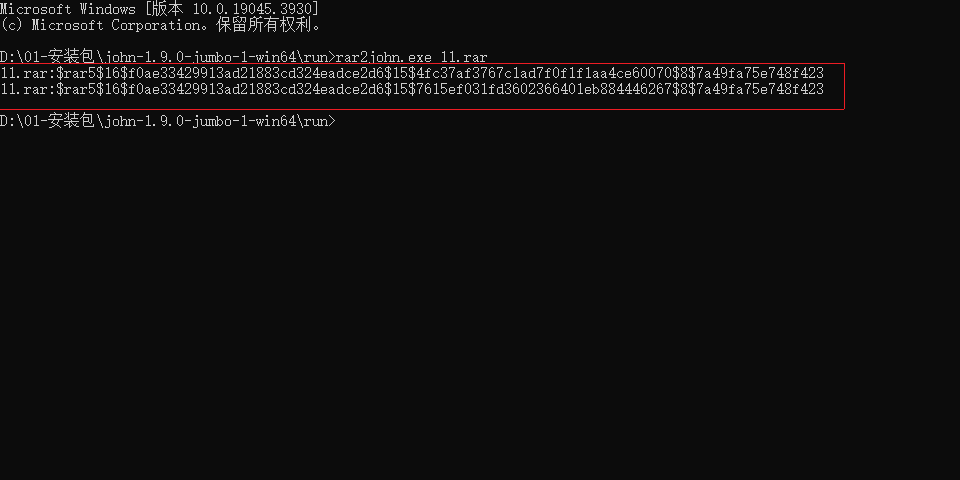 Microsoft Windows [版本 10.0.19045.3930]
(c) Microsoft Corporation。保留所有权利。
D:\01-安装包\john-1.9.0-jumbo-1-win64\run>rar2john.exe 11.rar
11.rar:$rar5$16$f0ae33429913ad21883cd324eadce2d6$15$4fc37af3767c1ad7f0f1f1aa4ce60070$8$7a49fa75e748f423
11.rar:$rar5$16$f0ae33429913ad21883cd324eadce2d6$15$7615ef031fd3602366401eb884446267$8$7a49fa75e748f423
D:\01-安装包\john-1.9.0-jumbo-1-win64\run>